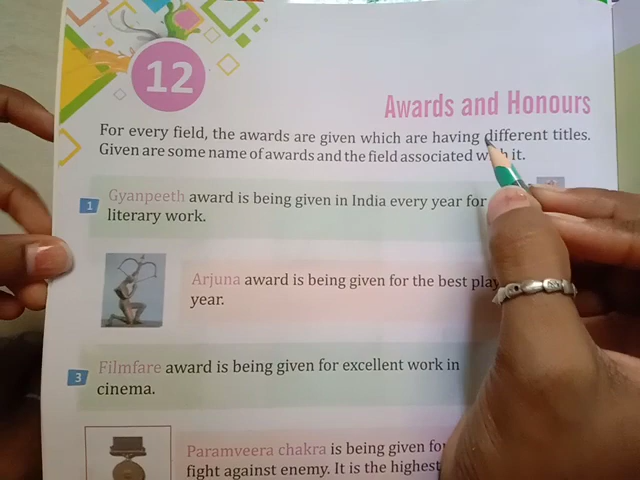 12
Awards and Honours
For every field, the awards are given which are having different titles.
Given are some name of awards and the field associated with it.
1
Gyanpeeth award is being given in India every year for
literary work.
Arjuna award is being given for the best
year.
Filmfare award is being given for excellent work in
3
cinema.
Paramveera chakra is being given for
fight against enemy. It is the highest